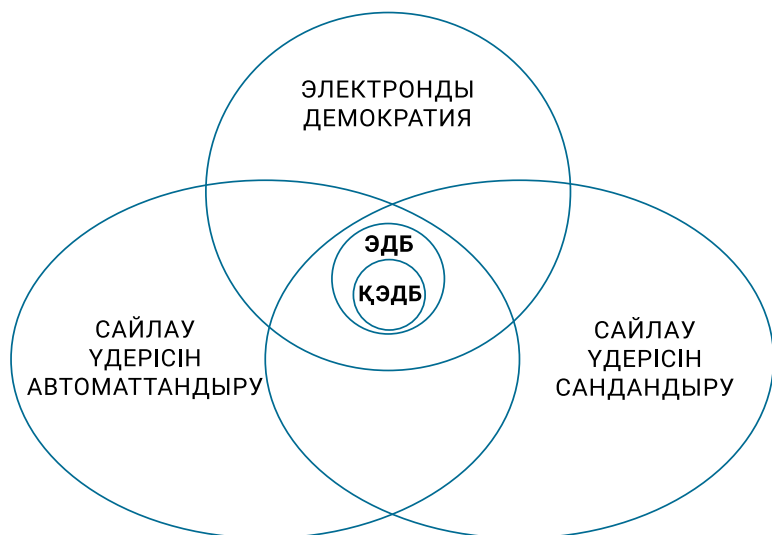 ЭЛЕКТРОНДЫ
ДЕМОКРАТИЯ
ЭДБ
ҚЭДБ
САЙЛАУ
ҮДЕРІСІН
АВТОМАТТАНДЫРУ
САЙЛАУ
ҮДЕРІСІН
САНДАНДЫРУ